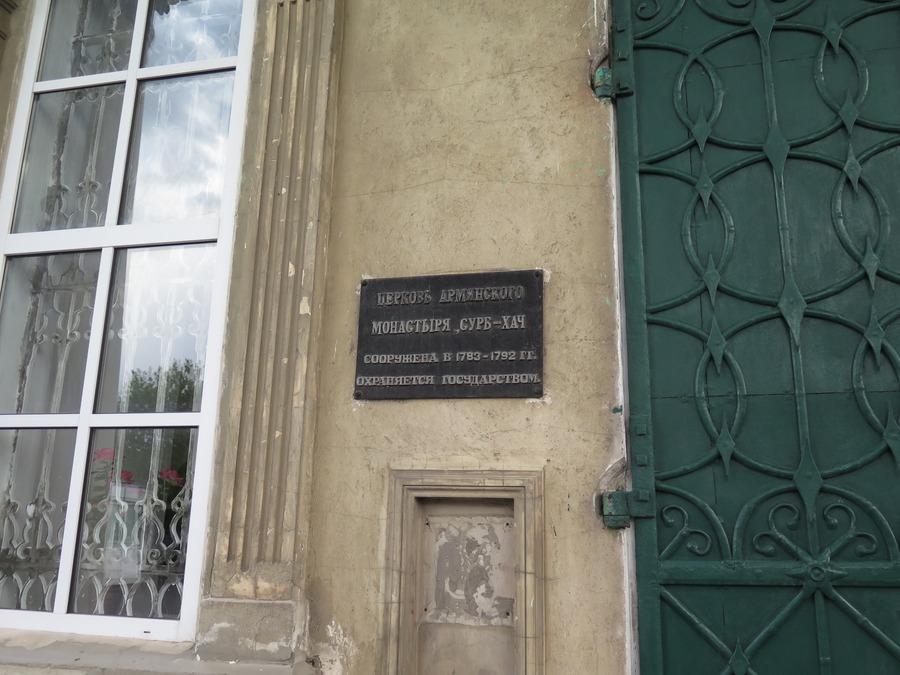 ЦЕРКОВЬ АРМЯНСКОГО
МОНАСТЫРЯ „СУРБ-ХАЧ
СООРУЖЕНА В 1783-1792 ГГ.
ОХРАНЯЕТСЯ ГОСУДАРСТВОМ.